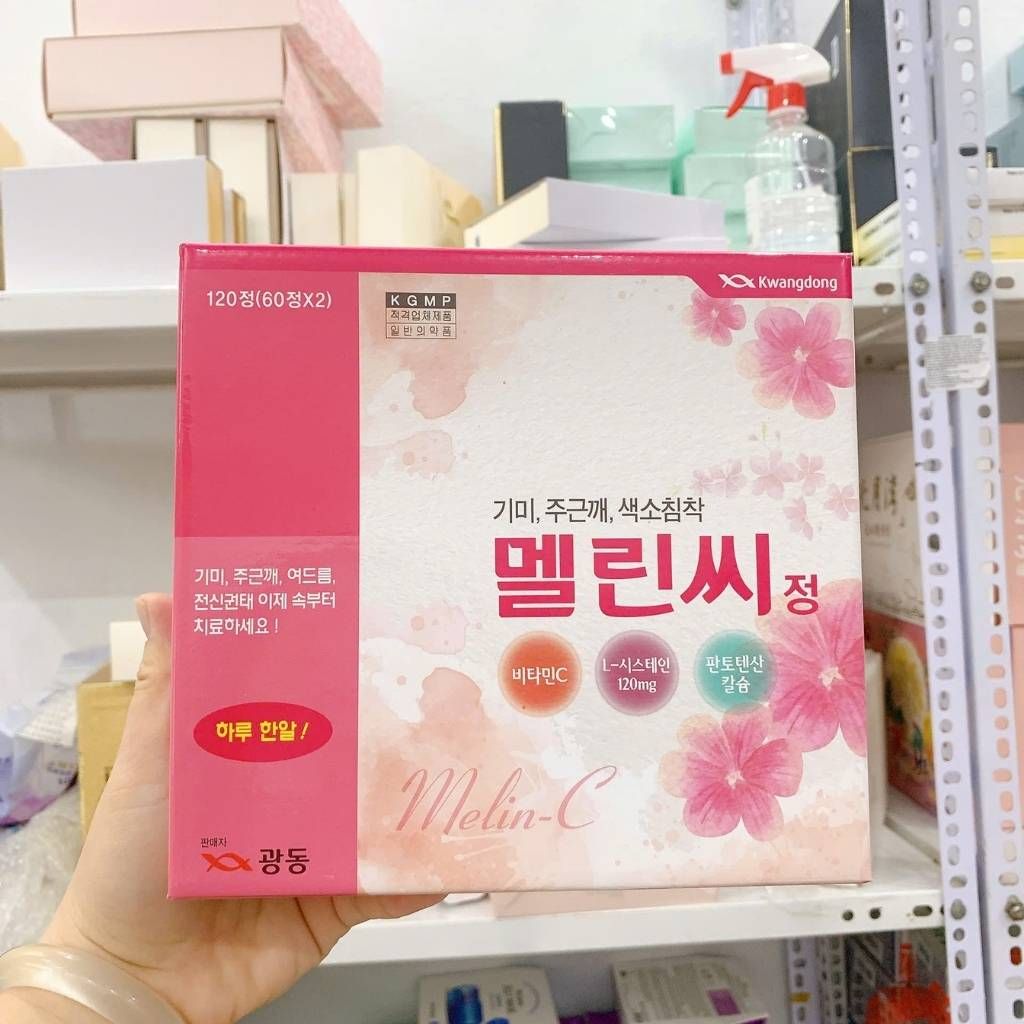 120정(60정X2)
KGMP
적격업체제품
일반의약품
Kwangdong
기미, 주근깨, 색소침착
멜린씨정
비타민C
L-시스테인
120mg
판토텐산
칼슘
기미, 주근깨, 여드름,
전신권태 이제 속부터
치료하세요!
하루 한알!
Melin-C
판매자
광동